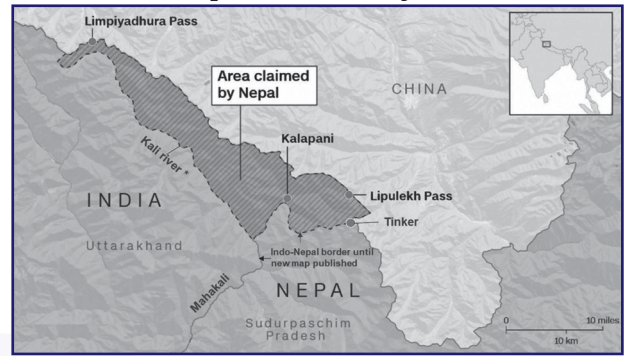 Limpiyadhura Pass
Area claimed
by Nepal
CHINA
Kalapani
Kali river *
Lipulekh Pass
INDIA
Tinker
Uttarakhand
Indo-Nepal border until
new map published
Mahakali
NEPAL
Sudurpaschim
Pradesh
0
10 miles
10 km